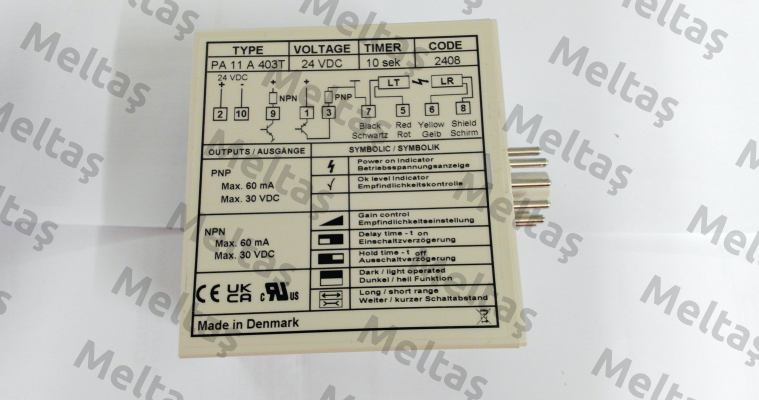 TYPE VOLTAGE TIMER CODE
PA 11 A 403T 24 VDC 10 sek 2408
24 VDC
+ - + +
NPN PNP LT LR
2 10 9 1 3 7 5 6 8
Black Red Yellow Shield
Schwartz Rot Gelb Schirm
OUTPUTS / AUSGÄNGE SYMBOLIC / SYMBOLIK
PNP
Max. 60 mA
Max. 30 VDC
Power on indicator
Betriebsspannungsanzeige
Ok level indicator
Empfindlichkeitskontrolle
Gain control
Empfindlichkeitseinstellung
NPN
Max. 60 mA
Max. 30 VDC
Delay time - t on
Einschaltverzögerung
Hold time - t off
Ausschaltverzögerung
Dark / light operated
Dunkel / hell Funktion
Long / short range
Weiter / kurzer Schaltabstand
CE UK CA c UL US
Made in Denmark
Meltaş